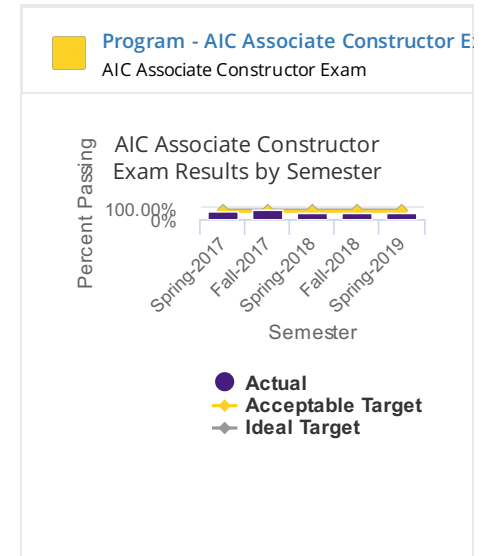 Program - AIC Associate Constructor E
AIC Associate Constructor Exam
AIC Associate Constructor
Exam Results by Semester
Percent Passing
100.00%
0%
Spring-2017
Fall-2017
Spring-2018
Fall-2018
Spring-2019
Semester
Actual
Acceptable Target
Ideal Target